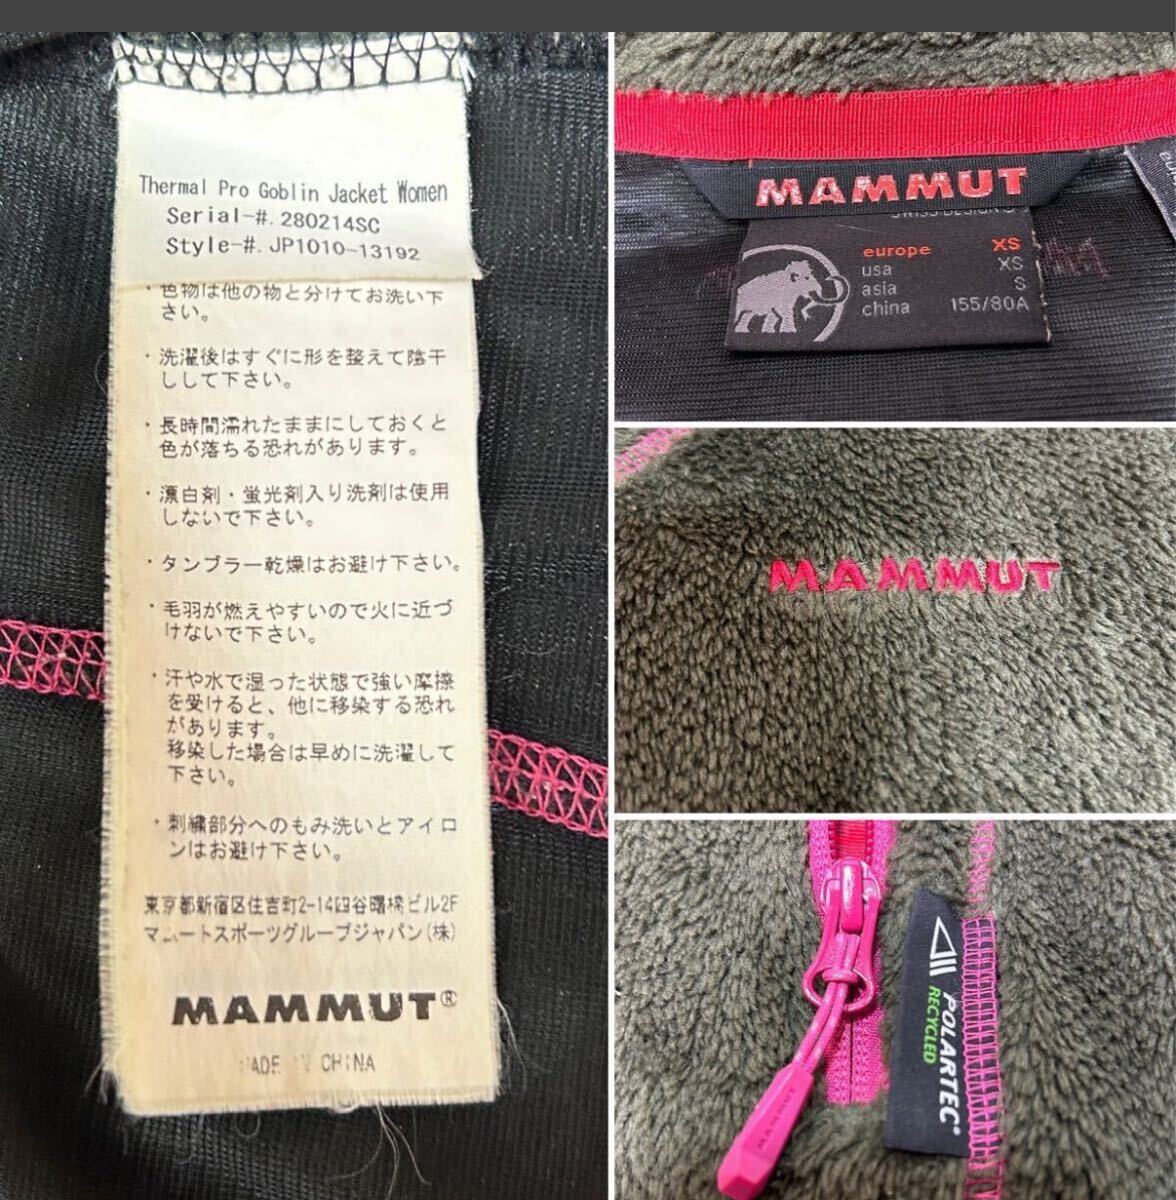 Thermal Pro Goblin Jacket Women
Serial-#. 280214SC
Style-#. JP1010-13192
・色物は他の物と分けてお洗い下
さい。
・洗濯後はすぐに形を整えて陰干
しして下さい。
・長時間濡れたままにしておくと
色が落ちる恐れがあります。
・漂白剤・蛍光剤入り洗剤は使用
しないで下さい。
・タンブラー乾燥はお避け下さい。
・毛羽が燃えやすいので火に近づ
けないで下さい。
・汗や水で湿った状態で強い摩擦
を受けると、他に移染する恐れ
があります。
移染した場合は早めに洗濯して
下さい。
・刺繍部分へのもみ洗いとアイロ
ンはお避け下さい。
東京都新宿区住吉町2-14四谷曙橋ビル2F
マムートスポーツグループジャパン(株)
MAMMUT®
MADE IN CHINA
MAMMUT
SWISS DESIGN
europe XS
usa XS
asia S
china 155/80A
MAMMUT
MAMMUT
POLARTEC®
RECYCLED